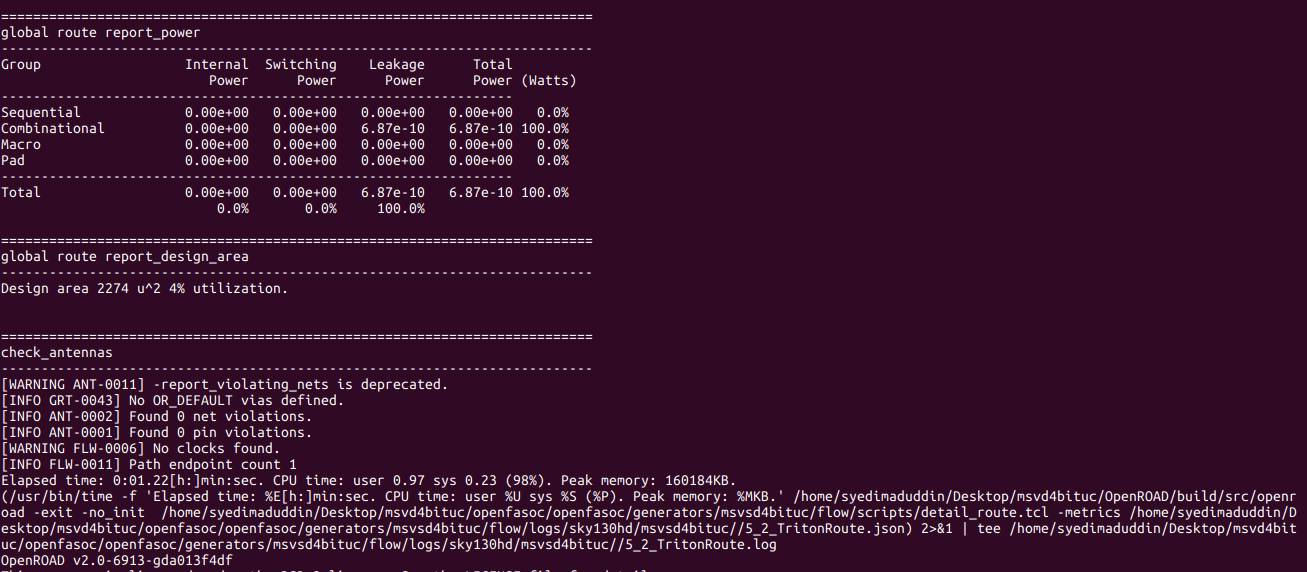 ==========================================================================
global route report_power
--------------------------------------------------------------------------
Group                  Internal  Switching    Leakage      Total
                          Power      Power      Power      Power (Watts)
----------------------------------------------------------------
Sequential             0.00e+00   0.00e+00   0.00e+00   0.00e+00   0.0%
Combinational          0.00e+00   0.00e+00   6.87e-10   6.87e-10 100.0%
Macro                  0.00e+00   0.00e+00   0.00e+00   0.00e+00   0.0%
Pad                    0.00e+00   0.00e+00   0.00e+00   0.00e+00   0.0%
----------------------------------------------------------------
Total                  0.00e+00   0.00e+00   6.87e-10   6.87e-10 100.0%
                           0.0%       0.0%     100.0%
==========================================================================
global route report_design_area
--------------------------------------------------------------------------
Design area 2274 u^2 4% utilization.
==========================================================================
check_antennas
--------------------------------------------------------------------------
[WARNING ANT-0011] -report_violating_nets is deprecated.
[INFO GRT-0043] No OR_DEFAULT vias defined.
[INFO ANT-0002] Found 0 net violations.
[INFO ANT-0001] Found 0 pin violations.
[WARNING FLW-0006] No clocks found.
[INFO FLW-0011] Path endpoint count 1
Elapsed time: 0:01.22[h:]min:sec. CPU time: user 0.97 sys 0.23 (98%). Peak memory: 160184KB.
(/usr/bin/time -f 'Elapsed time: %E[h:]min:sec. CPU time: user %U sys %S (%P). Peak memory: %MKB.' /home/syedimaduddin/Desktop/msvd4bituc/OpenROAD/build/src/openr
oad -exit -no_init  /home/syedimaduddin/Desktop/msvd4bituc/openfasoc/openfasoc/generators/msvsd4bituc/flow/scripts/detail_route.tcl -metrics /home/syedimaduddin/D
esktop/msvd4bituc/openfasoc/openfasoc/generators/msvsd4bituc/flow/logs/sky130hd/msvsd4bituc//5_2_TritonRoute.json) 2>&1 | tee /home/syedimaduddin/Desktop/msvd4bit
uc/openfasoc/openfasoc/generators/msvsd4bituc/flow/logs/sky130hd/msvsd4bituc//5_2_TritonRoute.log
OpenROAD v2.0-6913-gda013f4df